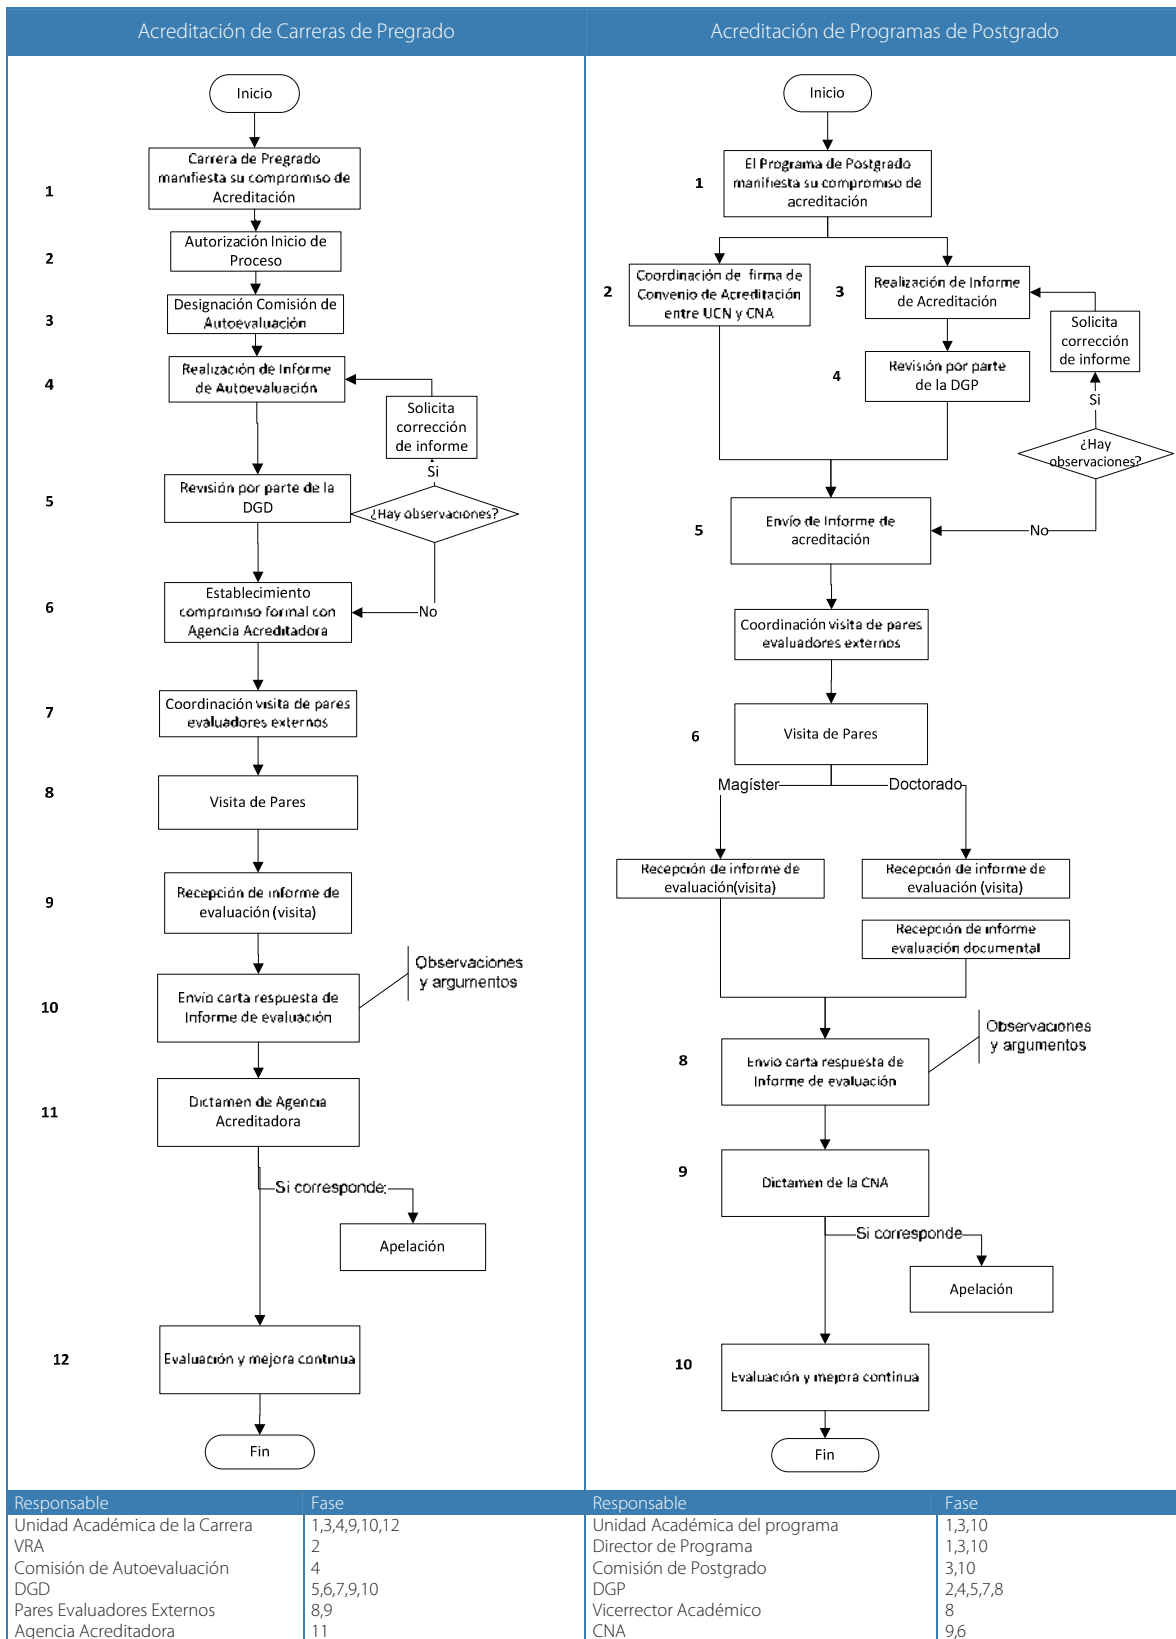 Acreditación de Carreras de Pregrado
Inicio
1
Carrera de Pregrado
manifiesta su compromiso de
Acreditación
2
Autorización Inicio de
Proceso
3
Designación Comisión de
Autoevaluación
4
Realización de Informe
de Autoevaluación
Solicita
corrección
de informe
Si
5
Revisión por parte de la
DGD
¿Hay observaciones?
6
Establecimiento
compromiso formal con
Agencia Acreditadora
No
7
Coordinación visita de pares
evaluadores externos
8
Visita de Pares
9
Recepción de informe de
evaluación (visita)
Observaciones
y argumentos
10
Envío carta respuesta de
Informe de evaluación
11
Dictamen de Agencia
Acreditadora
Si corresponde:
Apelación
12
Evaluación y mejora continua
Fin
Responsable Fase
Unidad Académica de la Carrera 1,3,4,9,10,12
VRA 2
Comisión de Autoevaluación 4
DGD 5,6,7,9,10
Pares Evaluadores Externos 8,9
Agencia Acreditadora 11
Acreditación de Programas de Postgrado
Inicio
1
El Programa de Postgrado
manifiesta su compromiso de
acreditación
2
Coordinación de firma de
Convenio de Acreditación
entre UCN y CNA
3
Realización de Informe
de Acreditación
Solicita
corrección
de informe
4
Revisión por parte
de la DGP
Si
¿Hay
observaciones?
5
Envío de Informe de
acreditación
No
Coordinación visita de pares
evaluadores externos
6
Visita de Pares
Magíster
Doctorado
Recepción de informe de
evaluación(visita)
Recepción de informe de
evaluación (visita)
Recepción de informe
evaluación documental
Observaciones
y argumentos
8
Envío carta respuesta de
Informe de evaluación
9
Dictamen de la CNA
Si corresponde
Apelación
10
Evaluación y mejora continua
Fin
Responsable Fase
Unidad Académica del programa 1,3,10
Director de Programa 1,3,10
Comisión de Postgrado 3,10
DGP 2,4,5,7,8
Vicerrector Académico 8
CNA 9,6